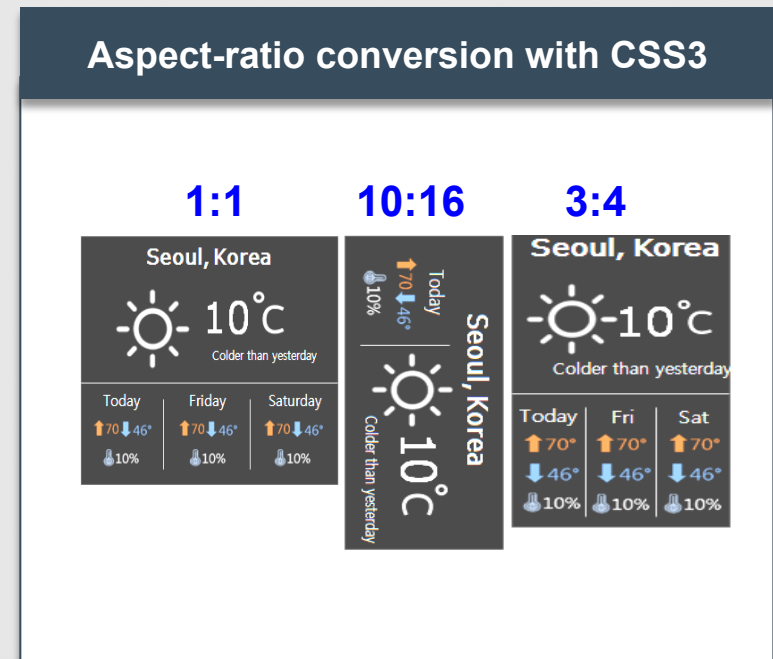 Aspect-ratio conversion with CSS3
1:1 10:16 3:4
Seoul, Korea
10°C
Colder than yesterday
Today Friday Saturday
70 46° 70 46° 70 46°
10% 10% 10%
Seoul, Korea
Today
70 46°
10%
10°C
Colder than yesterday
Seoul, Korea
10°C
Colder than yesterday
Today Fri Sat
70° 70° 70°
46° 46° 46°
10% 10% 10%